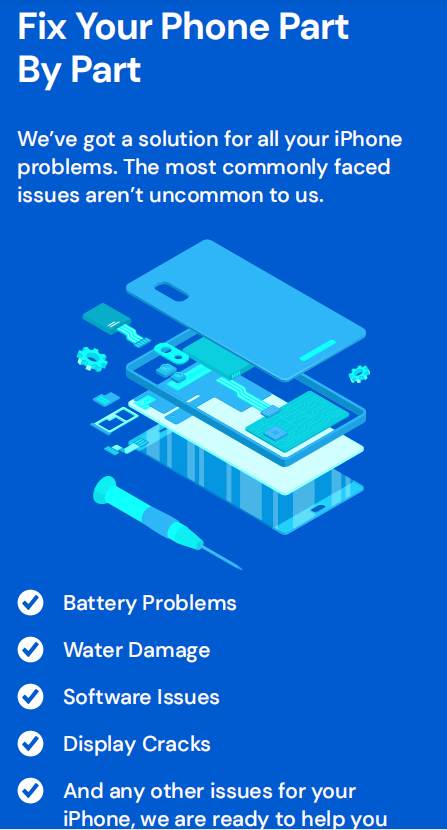 Fix Your Phone Part
By Part
We’ve got a solution for all your iPhone
problems. The most commonly faced
issues aren’t uncommon to us.
Battery Problems
Water Damage
Software Issues
Display Cracks
And any other issues for your
iPhone, we are ready to help you